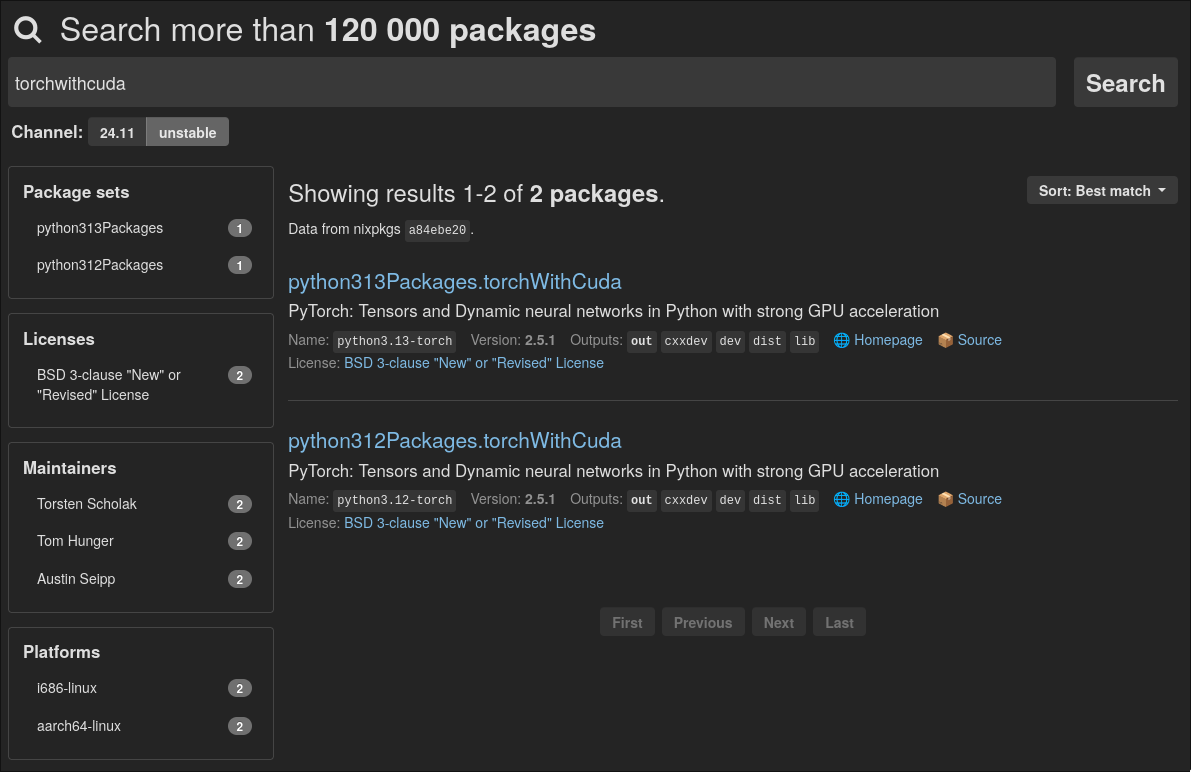 Search more than 120 000 packages
torchwithcuda
Search
Channel: 24.11 unstable
Package sets
python313Packages 1
python312Packages 1
Licenses
BSD 3-clause "New" or
"Revised" License 2
Maintainers
Torsten Scholak 2
Tom Hunger 2
Austin Seipp 2
Platforms
i686-linux 2
aarch64-linux 2
Showing results 1-2 of 2 packages.
Sort: Best match
Data from nixpkgs a84ebe20.
python313Packages.torchWithCuda
PyTorch: Tensors and Dynamic neural networks in Python with strong GPU acceleration
Name: python3.13-torch Version: 2.5.1 Outputs: out cxxdev dev dist lib Homepage Source
License: BSD 3-clause "New" or "Revised" License
python312Packages.torchWithCuda
PyTorch: Tensors and Dynamic neural networks in Python with strong GPU acceleration
Name: python3.12-torch Version: 2.5.1 Outputs: out cxxdev dev dist lib Homepage Source
License: BSD 3-clause "New" or "Revised" License
First Previous Next Last